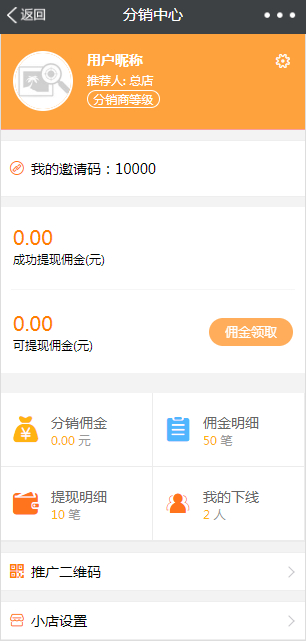 返回
分销中心
用户昵称
推荐人: 总店
分销商等级
我的邀请码：10000
0.00
成功提现佣金(元)
0.00
可提现佣金(元)
佣金领取
分销佣金
0.00 元
佣金明细
50 笔
提现明细
10 笔
我的下线
2 人
推广二维码
小店设置